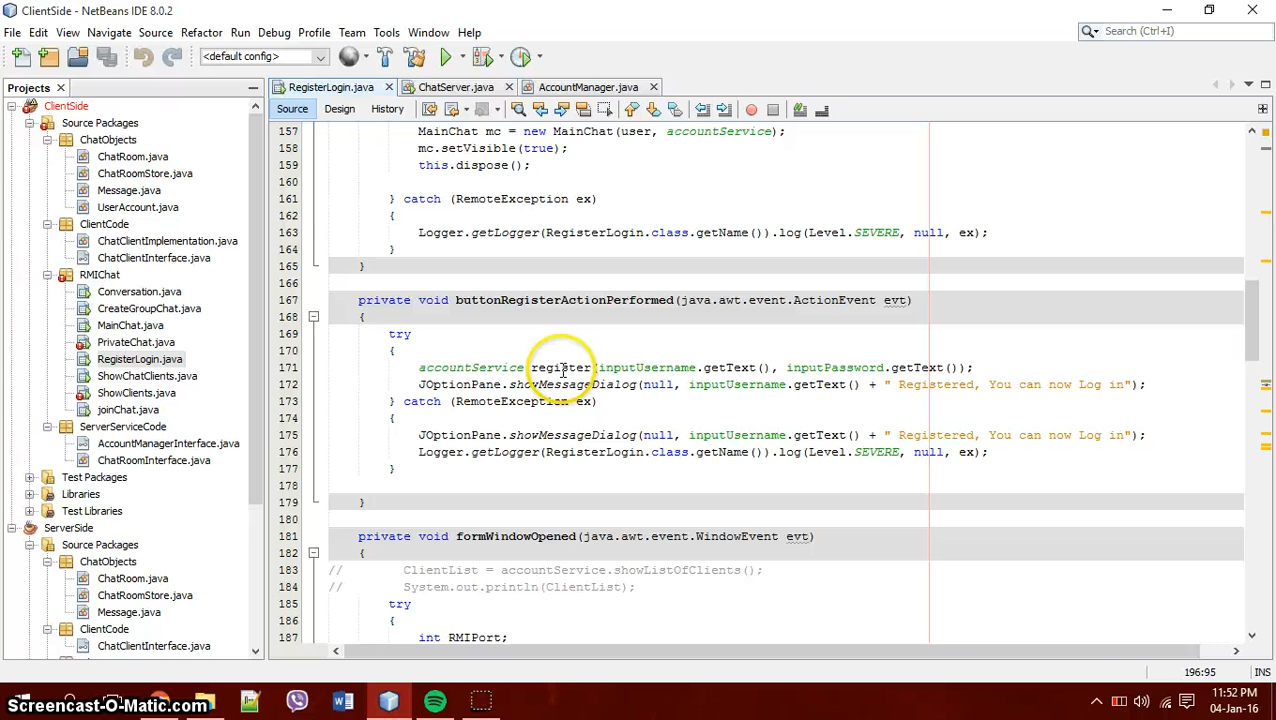 ClientSide - NetBeans IDE 8.0.2
File Edit View Navigate Source Refactor Run Debug Profile Team Tools Window Help
Search (Ctrl+I)
<default config>
Projects
RegisterLogin.java
ChatServer.java
AccountManager.java
Source Design History
ClientSide
Source Packages
ChatObjects
ChatRoom.java
ChatRoomStore.java
Message.java
UserAccount.java
ClientCode
ChatClientImplementation.java
ChatClientInterface.java
RMIChat
Conversation.java
CreateGroupChat.java
MainChat.java
PrivateChat.java
RegisterLogin.java
ShowChatClients.java
ShowClients.java
joinChat.java
ServerServiceCode
AccountManagerInterface.java
ChatRoomInterface.java
Test Packages
Libraries
Test Libraries
ServerSide
Source Packages
ChatObjects
ChatRoom.java
ChatRoomStore.java
Message.java
ClientCode
ChatClientInterface.java
157 MainChat mc = new MainChat(user, accountService);
158 mc.setVisible(true);
159 this.dispose();
160
161 } catch (RemoteException ex)
162 {
163 Logger.getLogger(RegisterLogin.class.getName()).log(Level.SEVERE, null, ex);
164 }
165 }
166
167 private void buttonRegisterActionPerformed(java.awt.event.ActionEvent evt)
168 {
169 try
170 {
171 accountService.register(inputUsername.getText(), inputPassword.getText());
172 JOptionPane.showMessageDialog(null, inputUsername.getText() + " Registered, You can now Log in");
173 } catch (RemoteException ex)
174 {
175 JOptionPane.showMessageDialog(null, inputUsername.getText() + " Registered, You can now Log in");
176 Logger.getLogger(RegisterLogin.class.getName()).log(Level.SEVERE, null, ex);
177 }
178
179 }
180
181 private void formWindowOpened(java.awt.event.WindowEvent evt)
182 {
183 // ClientList = accountService.showListOfClients();
184 // System.out.println(ClientList);
185 try
186 {
187 int RMIPort;
196:95 INS
Screencast-O-Matic.com
11:52 PM
04-Jan-16